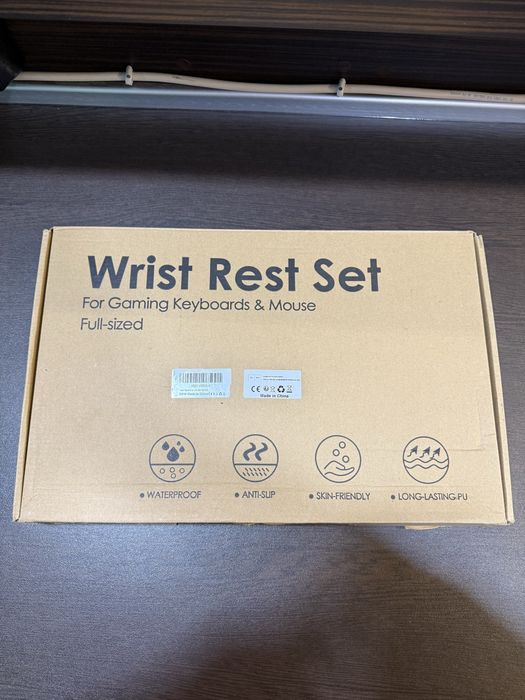 Wrist Rest Set
For Gaming Keyboards & Mouse
Full-sized
CE
Made in China
• WATERPROOF
• ANTI-SLIP
• SKIN-FRIENDLY
• LONG-LASTING PU